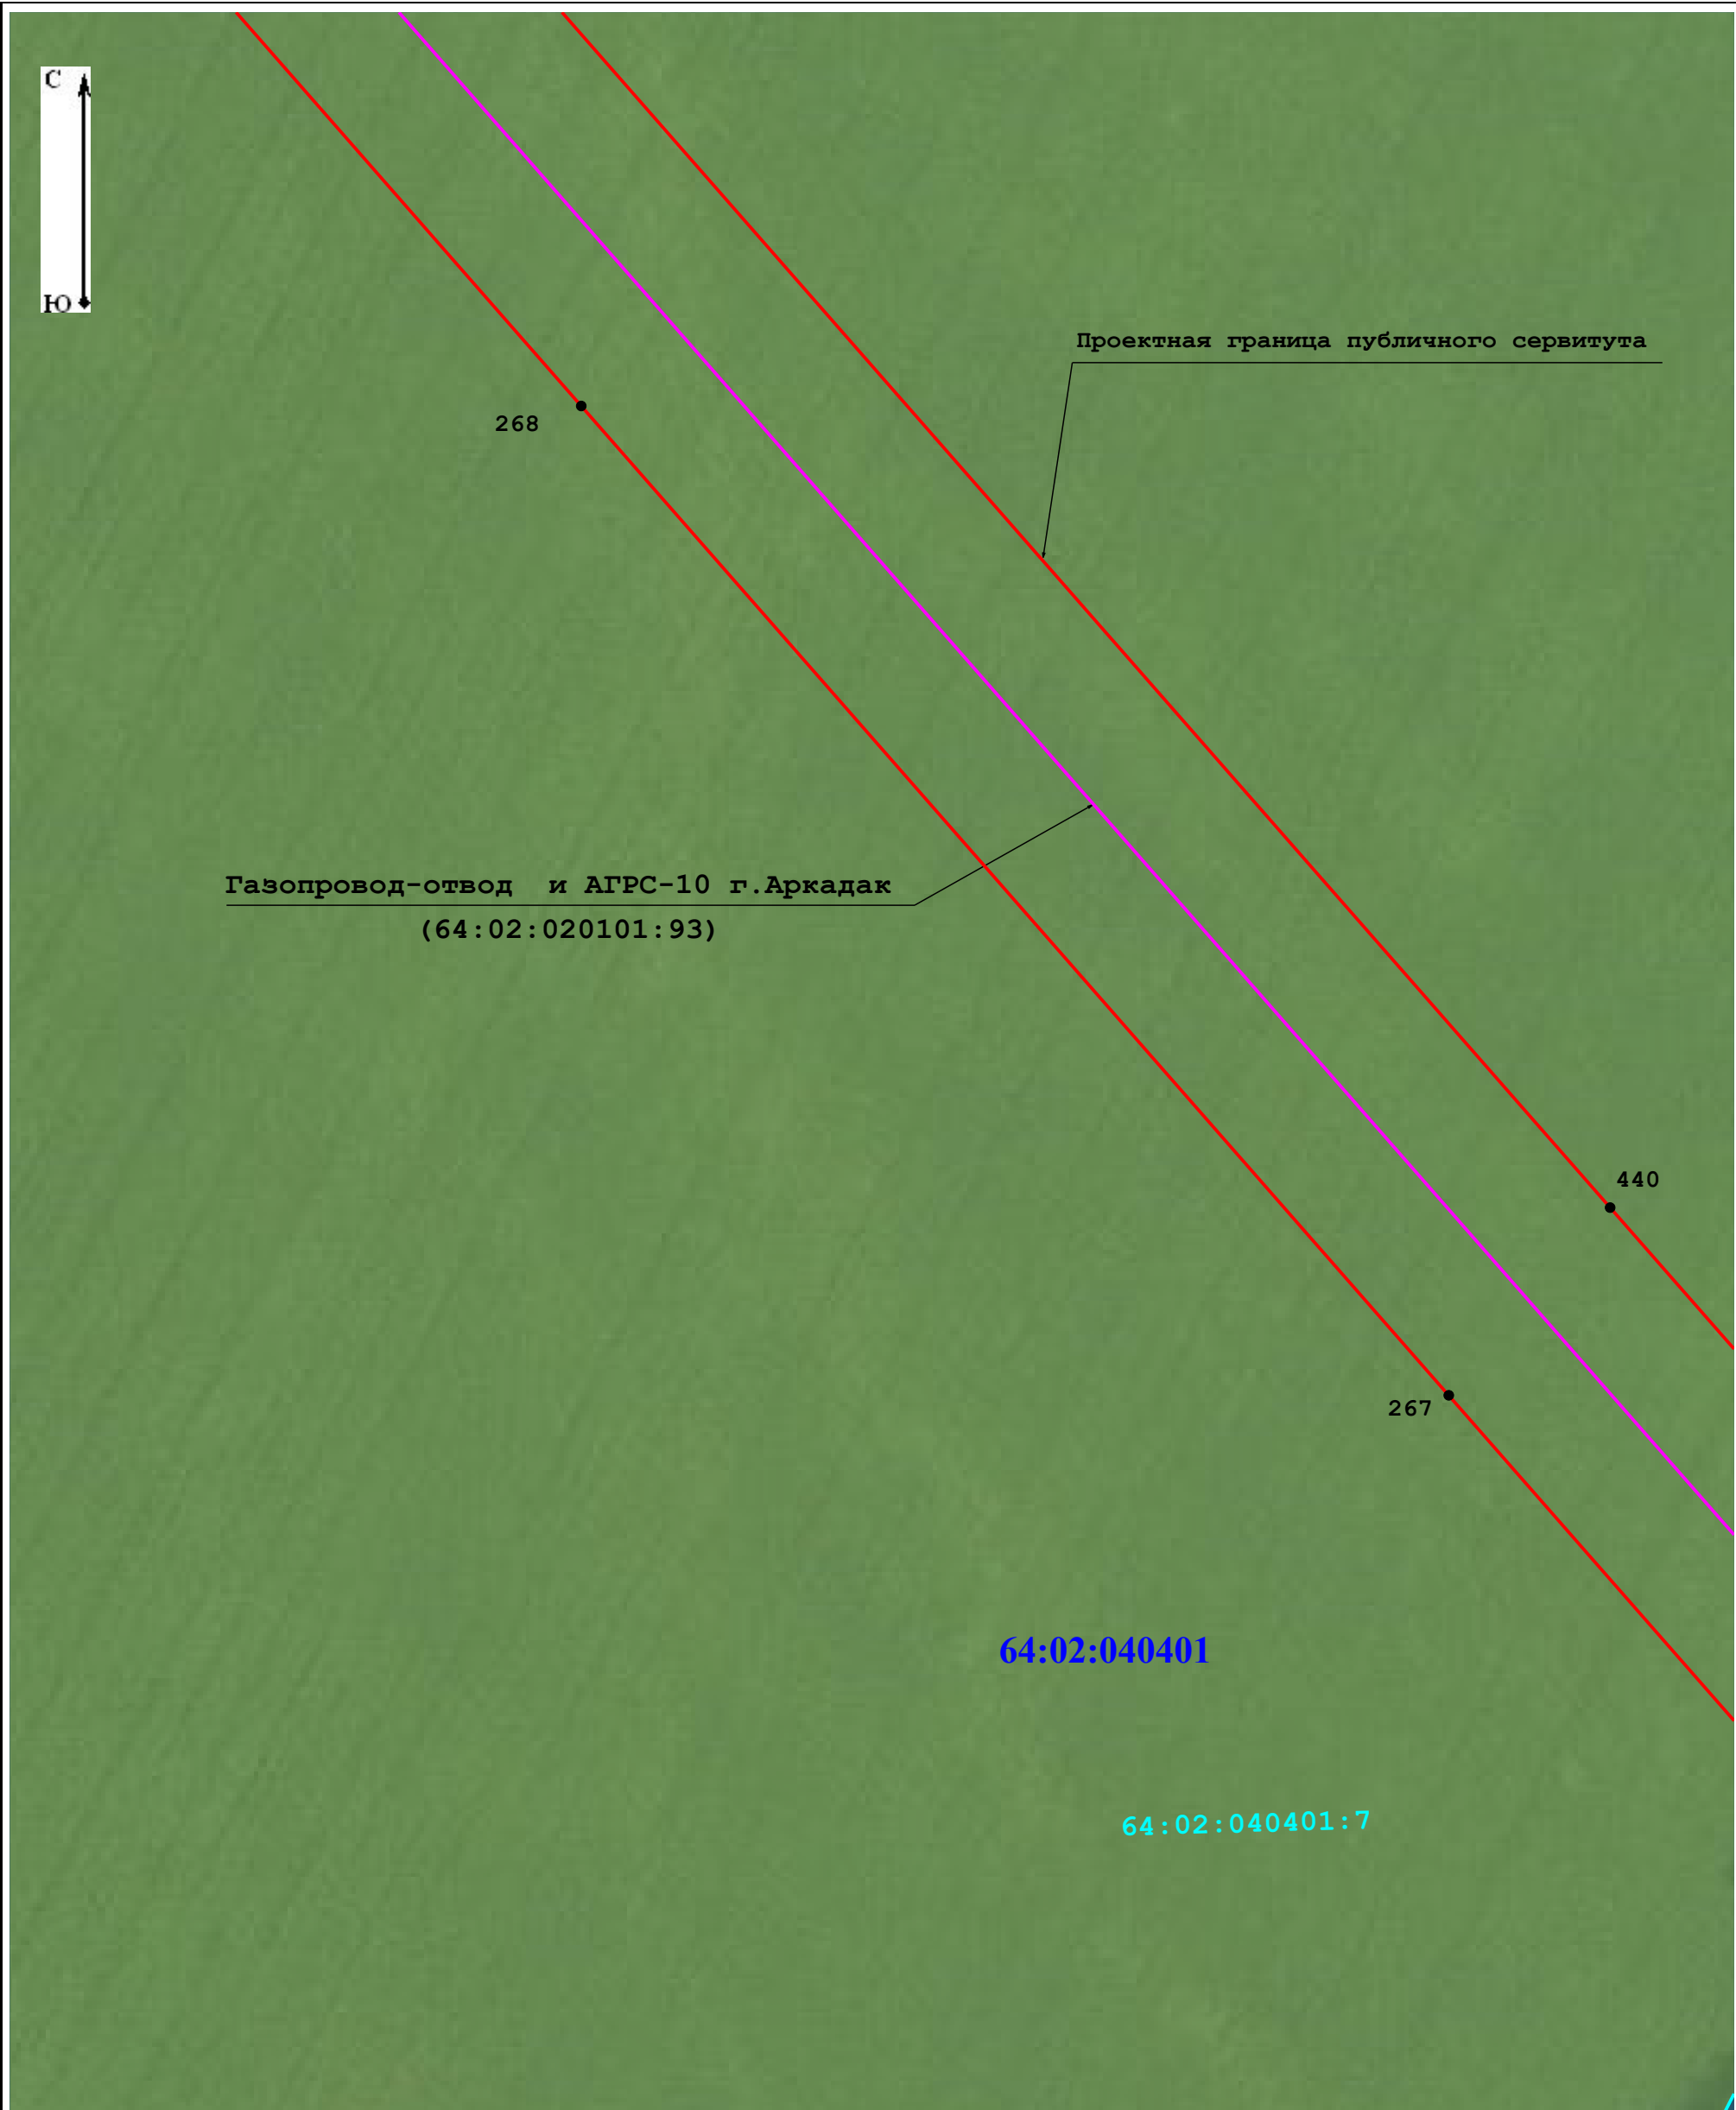 С
Ю
Проектная граница публичного сервитута
268
Газопровод-отвод и АГРС-10 г.Аркадак
(64:02:020101:93)
440
267
64:02:040401
64:02:040401:7